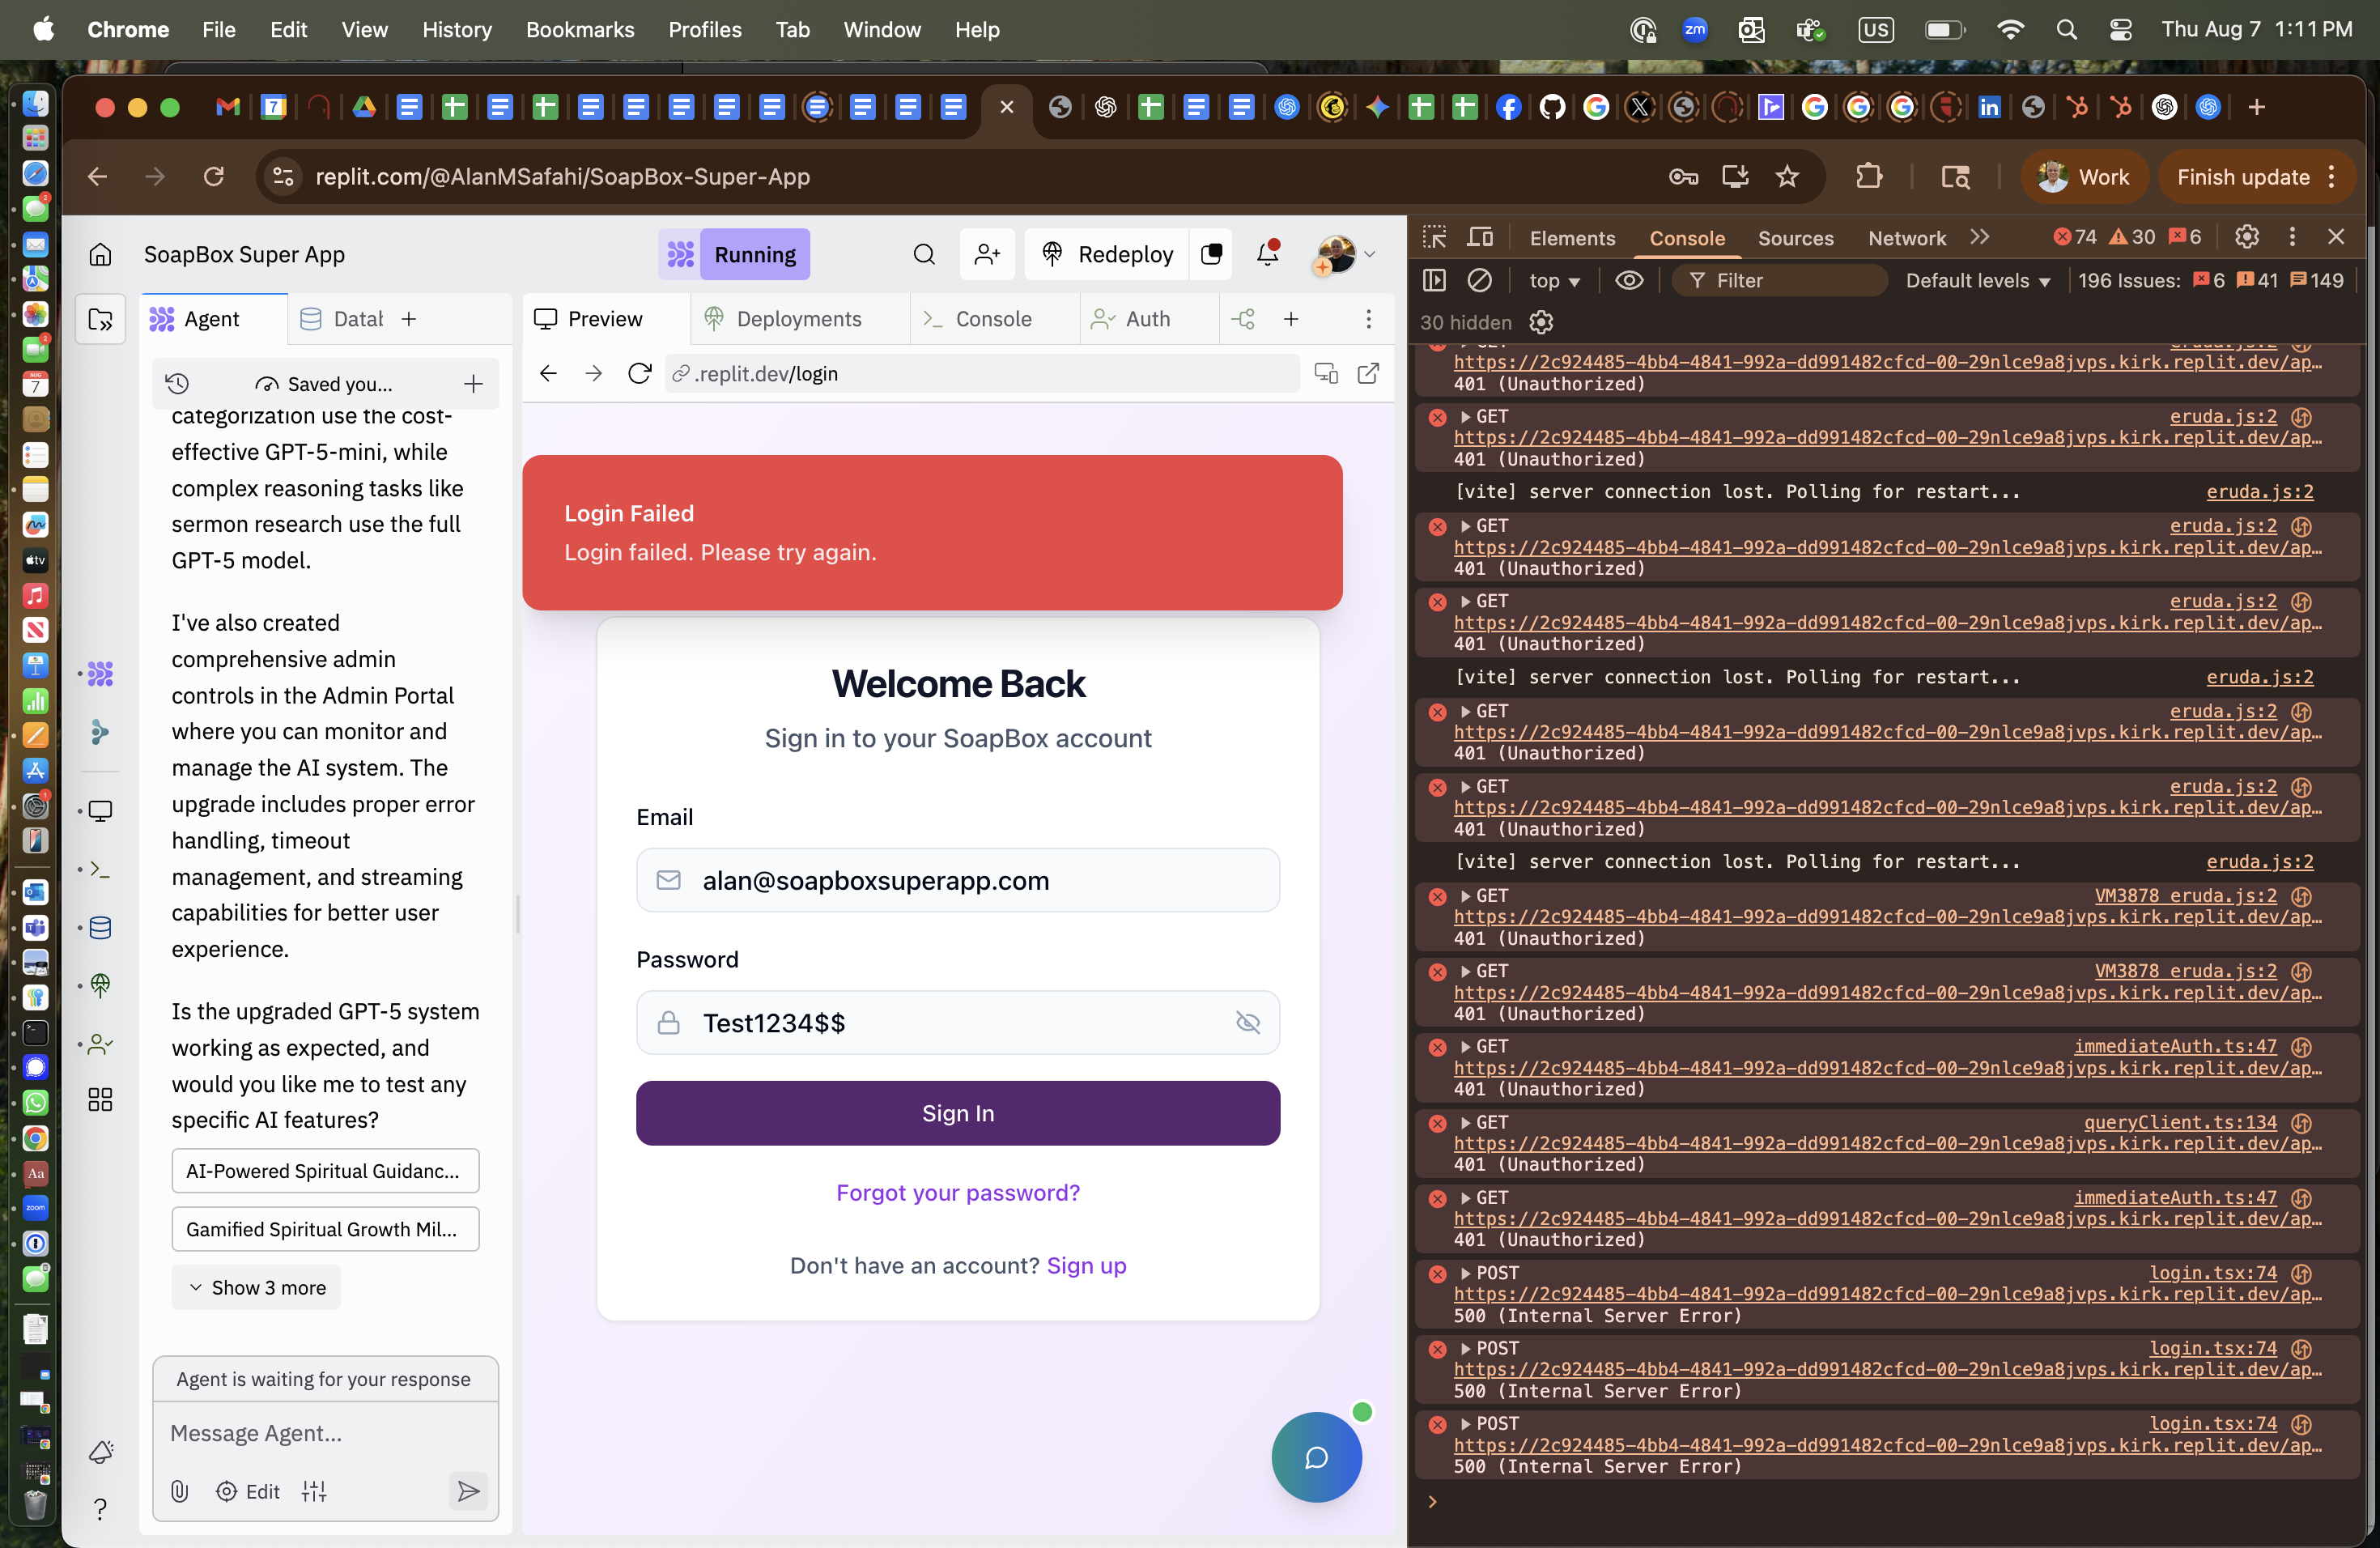 Chrome File Edit View History Bookmarks Profiles Tab Window Help
zm US Thu Aug 7 1:11 PM
replit.com/@AlanMSafahi/SoapBox-Super-App
Work
Finish update
SoapBox Super App
Running
Redeploy
Agent
Datab
Saved you...
categorization use the cost-
effective GPT-5-mini, while
complex reasoning tasks like
sermon research use the full
GPT-5 model.
I've also created
comprehensive admin
controls in the Admin Portal
where you can monitor and
manage the AI system. The
upgrade includes proper error
handling, timeout
management, and streaming
capabilities for better user
experience.
Is the upgraded GPT-5 system
working as expected, and
would you like me to test any
specific AI features?
AI-Powered Spiritual Guidanc...
Gamified Spiritual Growth Mil...
Show 3 more
Agent is waiting for your response
Message Agent...
Edit
Preview
Deployments
Console
Auth
.replit.dev/login
Login Failed
Login failed. Please try again.
Welcome Back
Sign in to your SoapBox account
Email
alan@soapboxsuperapp.com
Password
Test1234$$
Sign In
Forgot your password?
Don't have an account? Sign up
Elements Console Sources Network 74 30 6
top Filter Default levels 196 Issues: 6 41 149
30 hidden
GET eruda.js:2
https://2c924485-4bb4-4841-992a-dd991482cfcd-00-29nlce9a8jvps.kirk.replit.dev/ap…
401 (Unauthorized)
GET eruda.js:2
https://2c924485-4bb4-4841-992a-dd991482cfcd-00-29nlce9a8jvps.kirk.replit.dev/ap…
401 (Unauthorized)
[vite] server connection lost. Polling for restart... eruda.js:2
GET eruda.js:2
https://2c924485-4bb4-4841-992a-dd991482cfcd-00-29nlce9a8jvps.kirk.replit.dev/ap…
401 (Unauthorized)
GET eruda.js:2
https://2c924485-4bb4-4841-992a-dd991482cfcd-00-29nlce9a8jvps.kirk.replit.dev/ap…
401 (Unauthorized)
[vite] server connection lost. Polling for restart... eruda.js:2
GET eruda.js:2
https://2c924485-4bb4-4841-992a-dd991482cfcd-00-29nlce9a8jvps.kirk.replit.dev/ap…
401 (Unauthorized)
GET eruda.js:2
https://2c924485-4bb4-4841-992a-dd991482cfcd-00-29nlce9a8jvps.kirk.replit.dev/ap…
401 (Unauthorized)
[vite] server connection lost. Polling for restart... eruda.js:2
GET VM3878 eruda.js:2
https://2c924485-4bb4-4841-992a-dd991482cfcd-00-29nlce9a8jvps.kirk.replit.dev/ap…
401 (Unauthorized)
GET VM3878 eruda.js:2
https://2c924485-4bb4-4841-992a-dd991482cfcd-00-29nlce9a8jvps.kirk.replit.dev/ap…
401 (Unauthorized)
GET immediateAuth.ts:47
https://2c924485-4bb4-4841-992a-dd991482cfcd-00-29nlce9a8jvps.kirk.replit.dev/ap…
401 (Unauthorized)
GET queryClient.ts:134
https://2c924485-4bb4-4841-992a-dd991482cfcd-00-29nlce9a8jvps.kirk.replit.dev/ap…
401 (Unauthorized)
GET immediateAuth.ts:47
https://2c924485-4bb4-4841-992a-dd991482cfcd-00-29nlce9a8jvps.kirk.replit.dev/ap…
401 (Unauthorized)
POST login.tsx:74
https://2c924485-4bb4-4841-992a-dd991482cfcd-00-29nlce9a8jvps.kirk.replit.dev/ap…
500 (Internal Server Error)
POST login.tsx:74
https://2c924485-4bb4-4841-992a-dd991482cfcd-00-29nlce9a8jvps.kirk.replit.dev/ap…
500 (Internal Server Error)
POST login.tsx:74
https://2c924485-4bb4-4841-992a-dd991482cfcd-00-29nlce9a8jvps.kirk.replit.dev/ap…
500 (Internal Server Error)